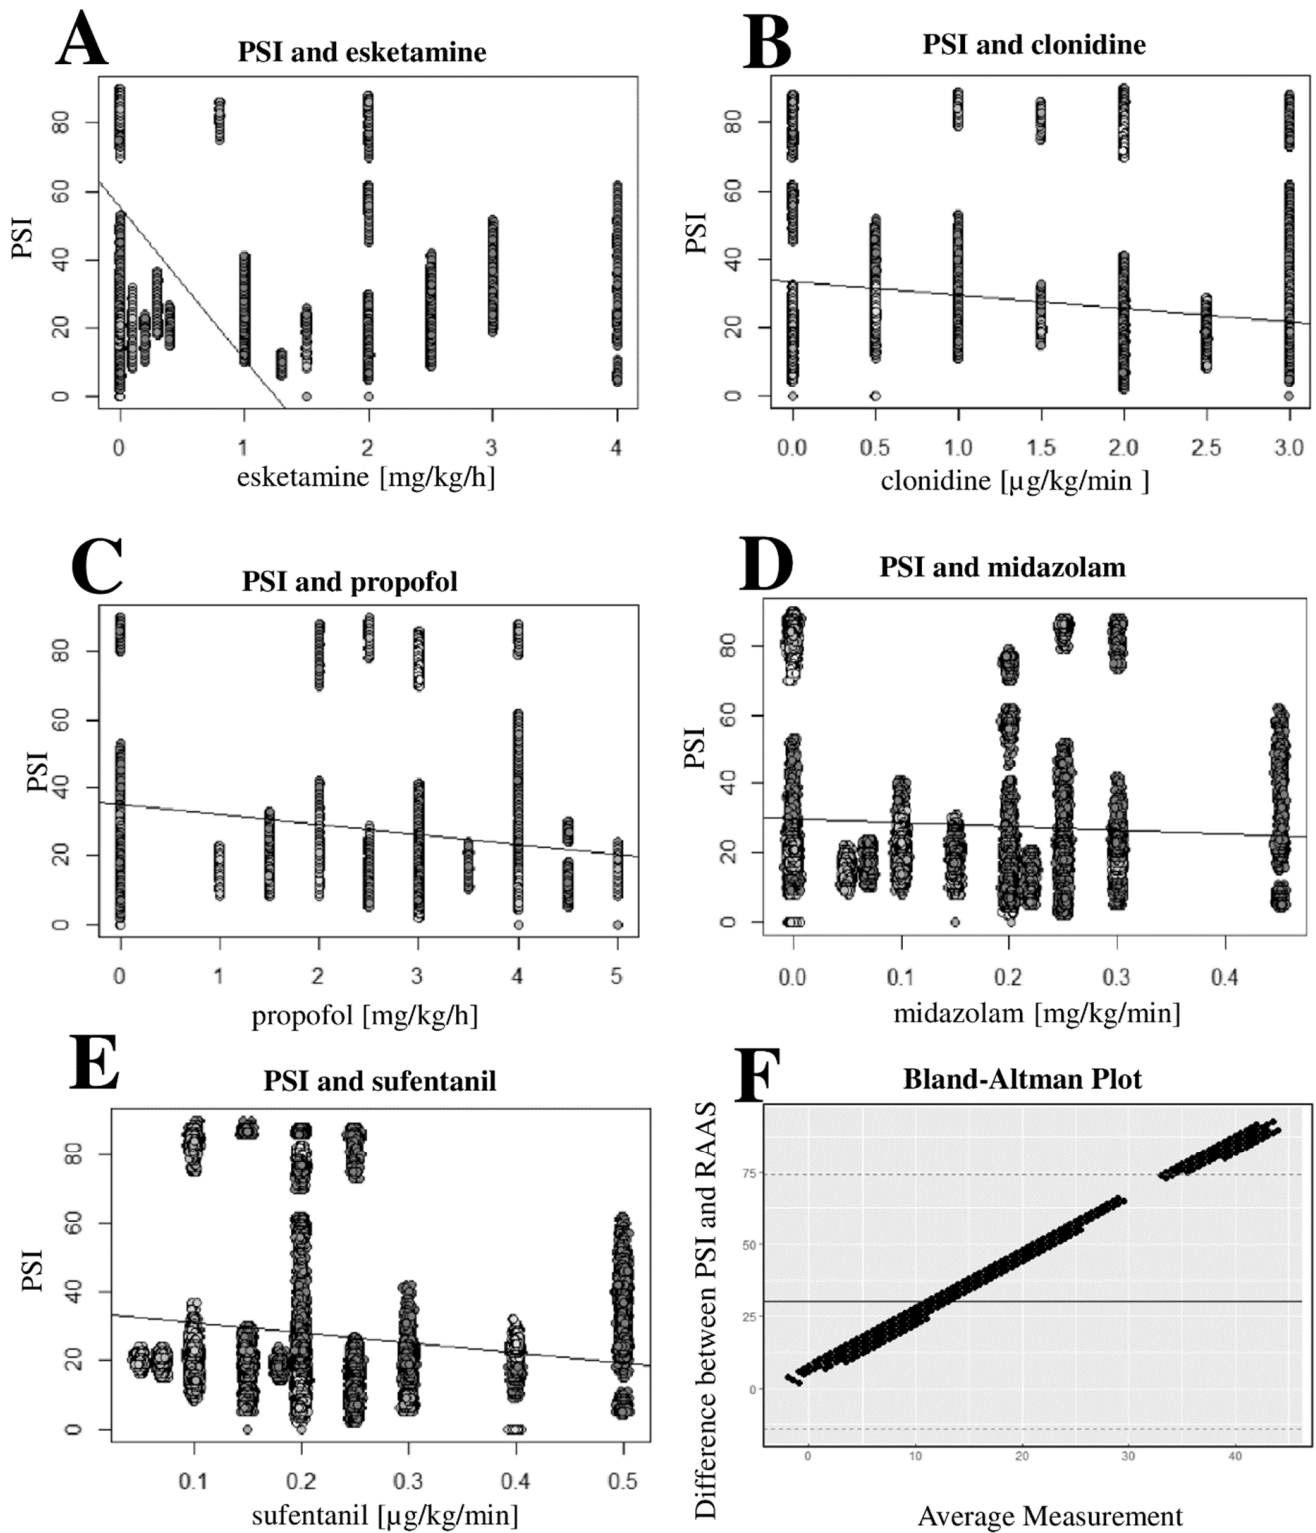 A
PSI and esketamine
PSI
80
60
40
20
0
0 1 2 3 4
esketamine [mg/kg/h]
B
PSI and clonidine
PSI
80
60
40
20
0
0.0 0.5 1.0 1.5 2.0 2.5 3.0
clonidine [µg/kg/min ]
C
PSI and propofol
PSI
80
60
40
20
0
0 1 2 3 4 5
propofol [mg/kg/h]
D
PSI and midazolam
PSI
80
60
40
20
0
0.0 0.1 0.2 0.3 0.4
midazolam [mg/kg/min]
E
PSI and sufentanil
PSI
80
60
40
20
0
0.1 0.2 0.3 0.4 0.5
sufentanil [µg/kg/min]
F
Bland-Altman Plot
Difference between PSI and RAAS
75
50
25
0
0 10 20 30 40
Average Measurement